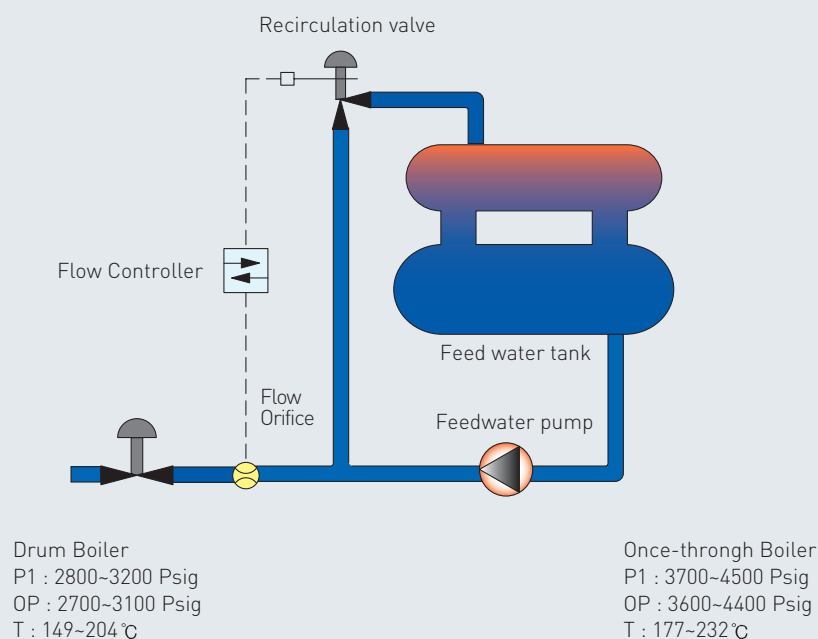 Recirulation valve
Flow Controller
Feed water tank
Flow
Orifice
Feedwater pump
Drum Boiler
P1 : 2800~3200 Psig
OP : 2700~3100 Psig
T : 149~204℃
Once-throngh Boiler
P1 : 3700~4500 Psig
OP : 3600~4400 Psig
T : 177~232℃